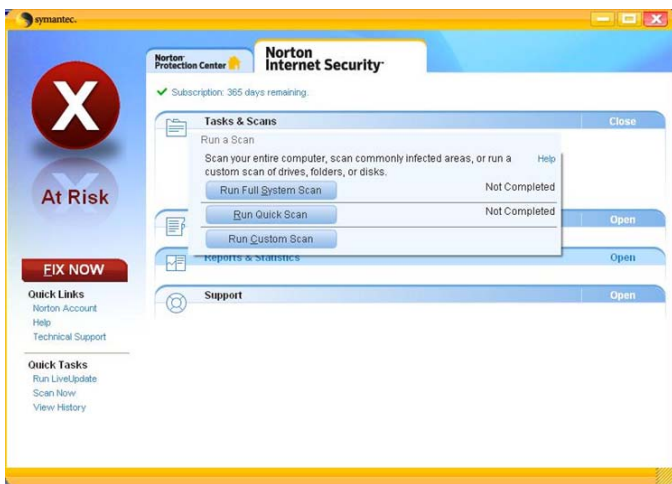 symantec.
Norton
Protection Center
Norton
Internet Security
Subscription: 365 days remaining.
X
At Risk
FIX NOW
Quick Links
Norton Account
Help
Technical Support
Quick Tasks
Run LiveUpdate
Scan Now
View History
Tasks & Scans Close
Run a Scan
Scan your entire computer, scan commonly infected areas, or run a Help
custom scan of drives, folders, or disks.
Run Full System Scan Not Completed
Run Quick Scan Not Completed
Run Custom Scan
Open
Reports & Statistics Open
Support Open